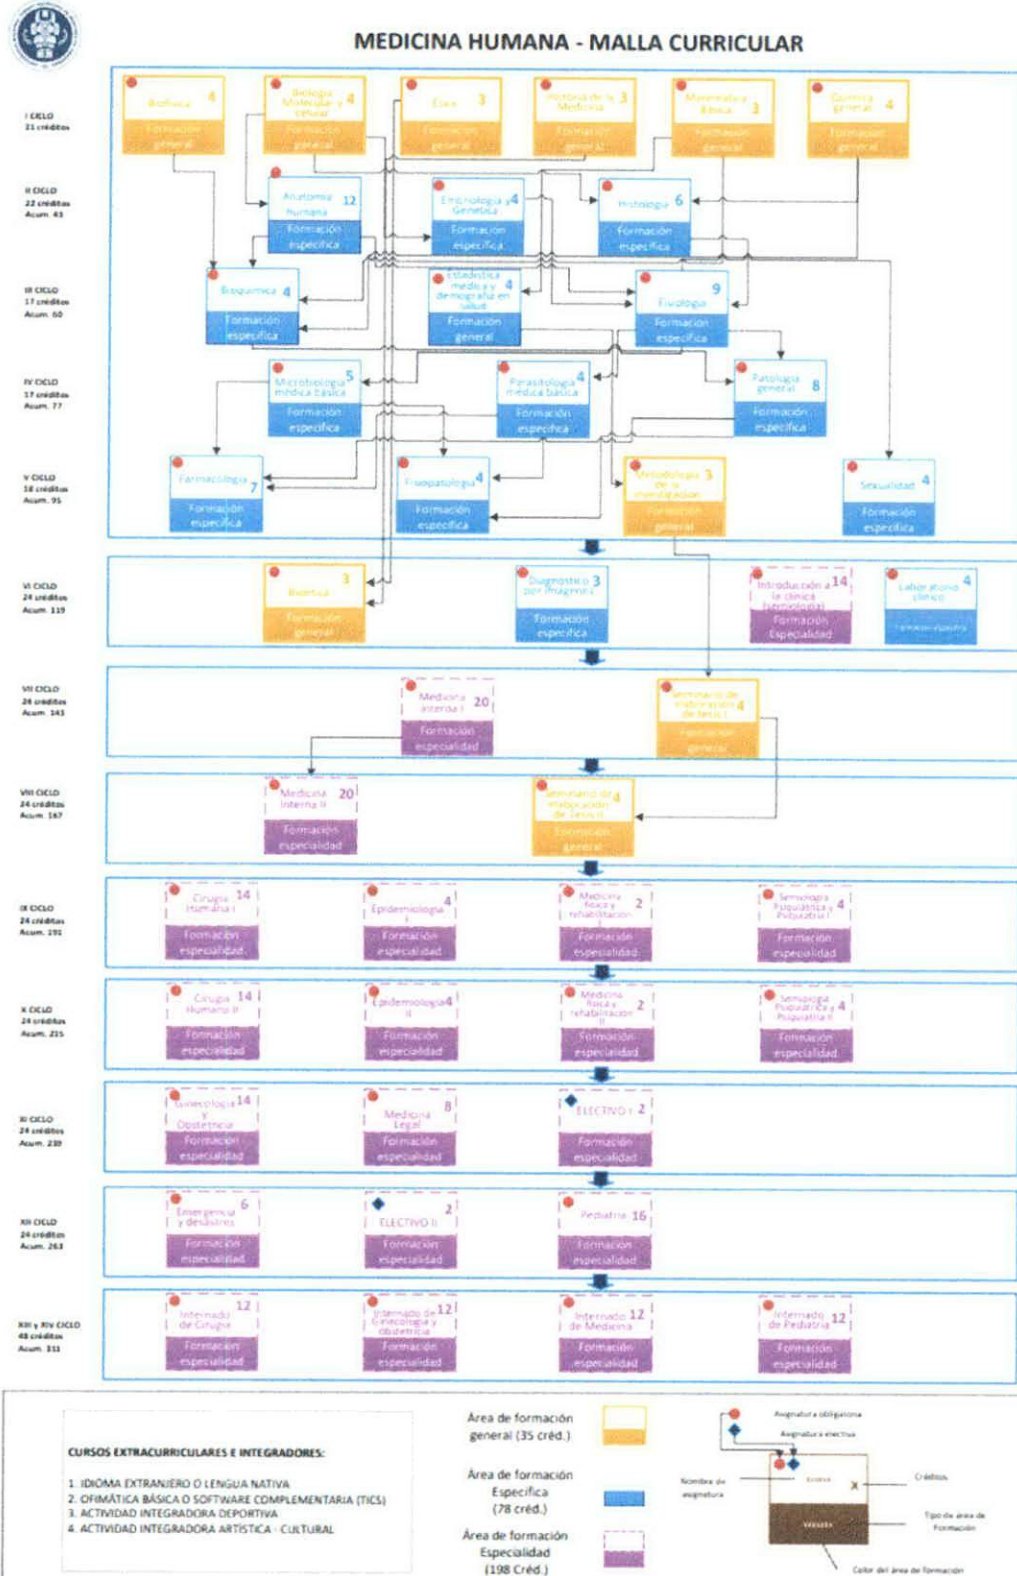 MEDICINA HUMANA - MALLA CURRICULAR
I CICLO
21 créditos
Biofísica 4
Formación
general
Biología
Molecular y 4
celular
Formación
general
Ética 3
Formación
general
Historia de la 3
Medicina
Formación
general
Matemática
Básica 3
Formación
general
Química
general 4
Formación
general
II CICLO
22 créditos
Acum. 43
Anatomía 12
humana
Formación
específica
Embriología y 4
Genética
Formación
específica
Histología 6
Formación
específica
III CICLO
17 créditos
Acum. 60
Bioquímica 4
Formación
específica
Estadística
médica y 4
demografía en
salud
Formación
general
9
Fisiología
Formación
específica
IV CICLO
17 créditos
Acum. 77
Microbiología 5
médica básica
Formación
específica
Parasitología 4
médica básica
Formación
específica
Patología
general 8
Formación
específica
V CICLO
18 créditos
Acum. 95
Farmacología 7
Formación
específica
Fisiopatología 4
Formación
específica
Metodología 3
de la
investigación
Formación
general
Sexualidad 4
Formación
específica
VI CICLO
24 créditos
Acum. 119
Bioética 3
Formación
general
Diagnóstico 3
por imágenes
Formación
específica
Introducción a 14
la clínica
(semiología)
Formación
Especialidad
Laboratorio 4
clínico
Formación específica
VII CICLO
24 créditos
Acum. 143
Medicina 20
interna I
Formación
especialidad
Seminario de
elaboración 4
de Tesis I
Formación
general
VIII CICLO
24 créditos
Acum. 167
Medicina 20
Interna II
Formación
especialidad
Seminario de
elaboración 4
de Tesis II
Formación
general
IX CICLO
24 créditos
Acum. 191
Cirugía 14
Humana I
Formación
especialidad
Epidemiología 4
I
Formación
especialidad
Medicina
física y 2
rehabilitación
I
Formación
especialidad
Semiología
Psiquiátrica y 4
Psiquiatría I
Formación
especialidad
X CICLO
24 créditos
Acum. 215
Cirugía 14
Humana II
Formación
especialidad
Epidemiología 4
II
Formación
especialidad
Medicina
física y 2
rehabilitación
II
Formación
especialidad
Semiología
Psiquiátrica y 4
Psiquiatría II
Formación
especialidad
XI CICLO
24 créditos
Acum. 239
Ginecología 14
y
Obstetricia
Formación
especialidad
8
Medicina
Legal
Formación
especialidad
ELECTIVO I 2
Formación
especialidad
XII CICLO
24 créditos
Acum. 263
Emergencia 6
y desastres
Formación
especialidad
2
ELECTIVO II
Formación
especialidad
Pediatría 16
Formación
especialidad
XIII y XIV CICLO
48 créditos
Acum. 311
12
Internado
de Cirugía
Formación
especialidad
Internado de 12
Ginecología y
obstetricia
Formación
especialidad
Internado 12
de Medicina
Formación
especialidad
Internado 12
de Pediatría
Formación
especialidad
CURSOS EXTRACURRICULARES E INTEGRADORES:
1. IDIOMA EXTRANJERO O LENGUA NATIVA
2. OFIMÁTICA BÁSICA O SOFTWARE COMPLEMENTARIA (TICS)
3. ACTIVIDAD INTEGRADORA DEPORTIVA
4. ACTIVIDAD INTEGRADORA ARTÍSTICA - CULTURAL
Área de formación
general (35 créd.)
Área de formación
Específica
(78 créd.)
Área de formación
Especialidad
(198 Créd.)
Asignatura obligatoria
Asignatura electiva
Nombre de
asignatura
X
Créditos
Tipo de área de
Formación
Color del área de formación